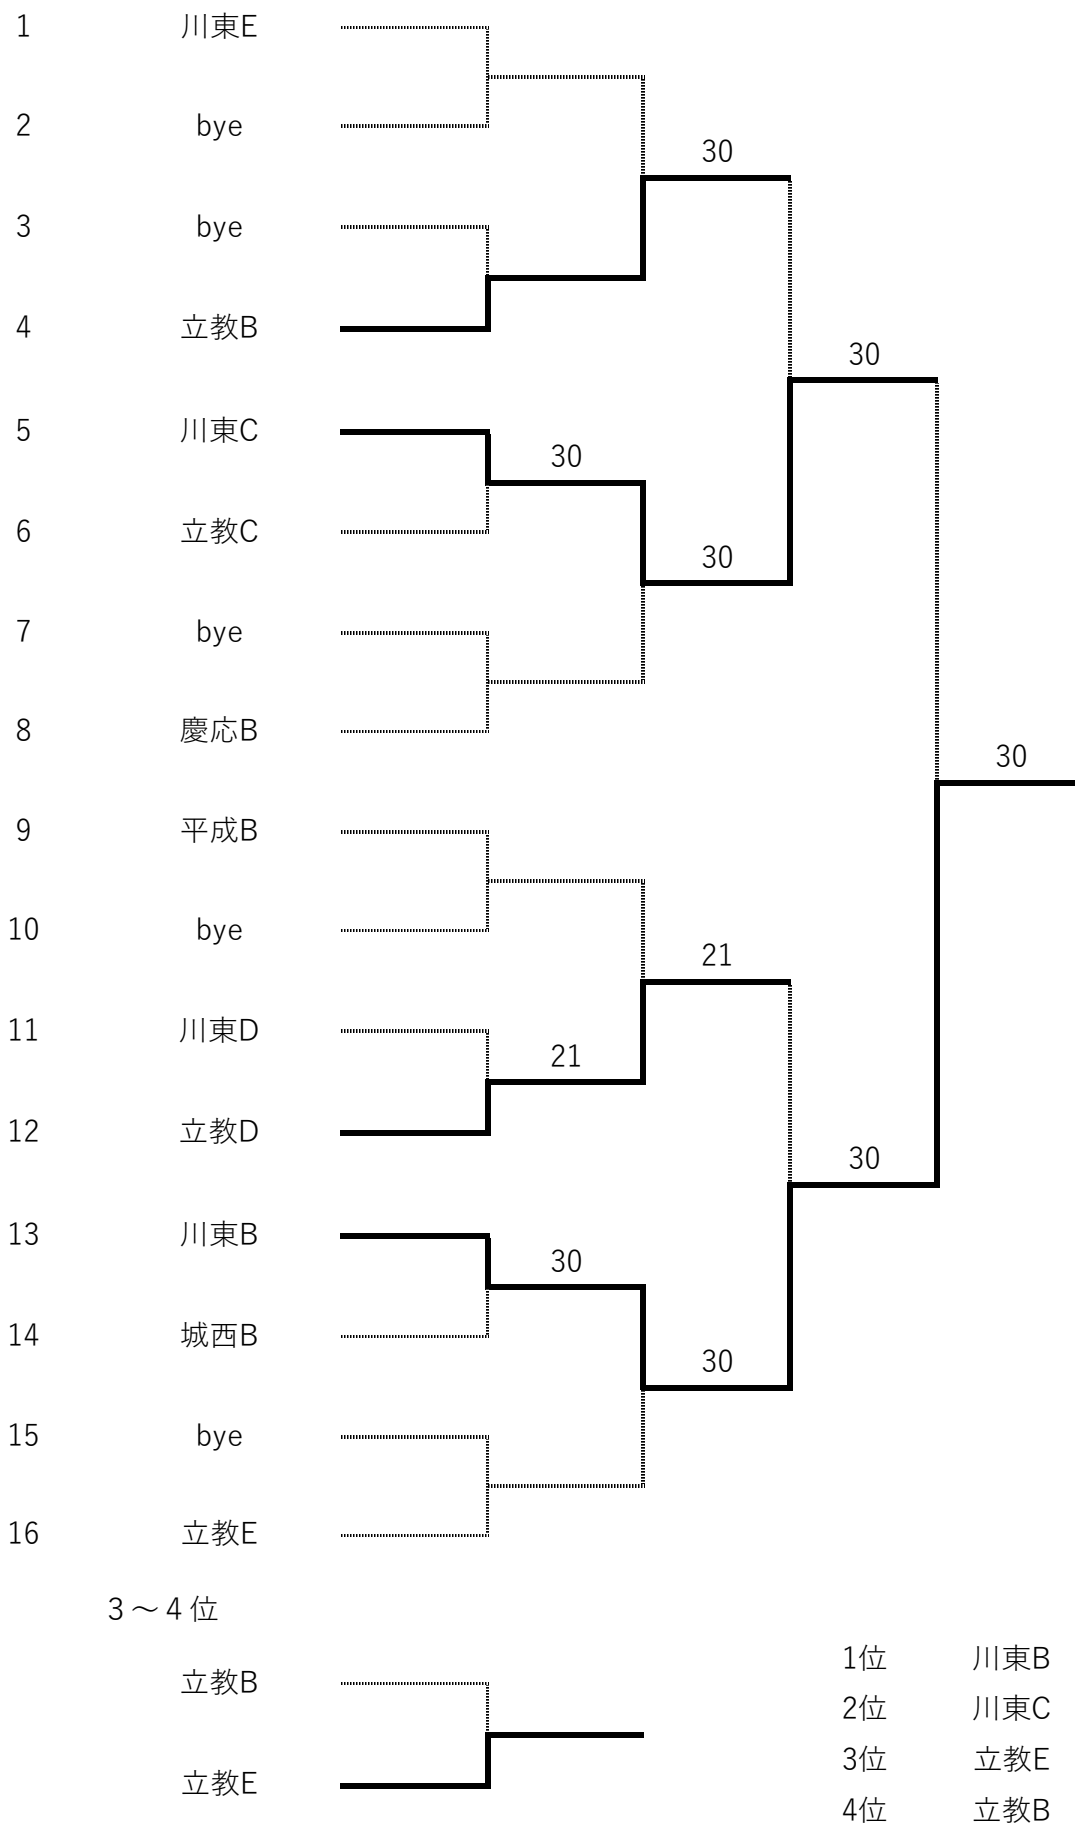 1 川東E
2 bye
30
3 bye
4 立教B
30
5 川東C
30
6 立教C
30
7 bye
8 慶応B
30
9 平成B
10 bye
21
11 川東D
21
12 立教D
30
13 川東B
30
14 城西B
30
15 bye
16 立教E
3～4位
1位 川東B
立教B
2位 川東C
3位 立教E
立教E
4位 立教B